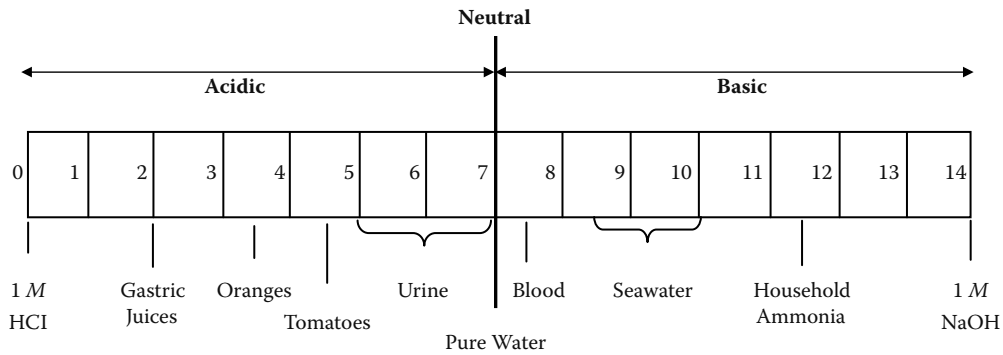 Neutral
Acidic Basic
0 1 2 3 4 5 6 7 8 9 10 11 12 13 14
1 M
HCI
Gastric
Juices
Oranges
Tomatoes
Urine
Pure Water
Blood
Seawater
Household
Ammonia
1 M
NaOH